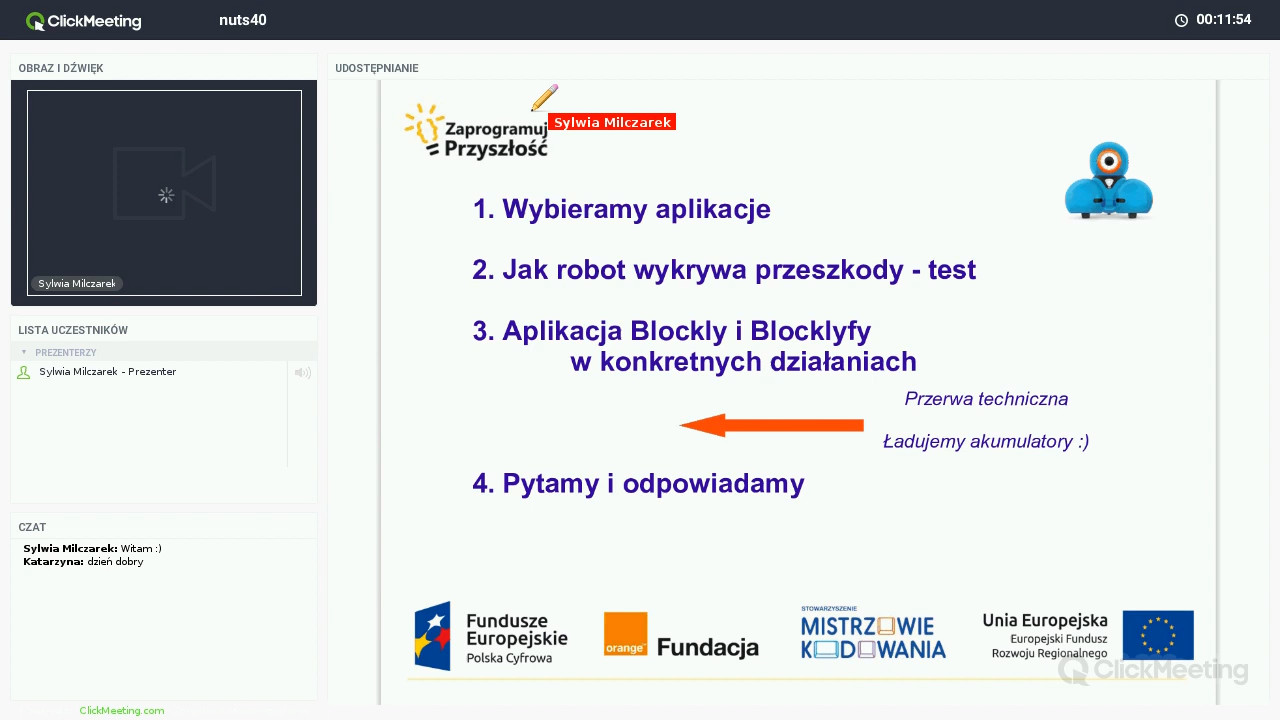 ClickMeeting
nuts40
00:11:54
OBRAZ I DŹWIĘK
Sylwia Milczarek
LISTA UCZESTNIKÓW
PREZENTERZY
Sylwia Milczarek - Prezenter
CZAT
Sylwia Milczarek: Witam :)
Katarzyna: dzień dobry
ClickMeeting.com
UDOSTĘPNIANIE
Zaprogramuj
Przyszłość
Sylwia Milczarek
1. Wybieramy aplikacje
2. Jak robot wykrywa przeszkody - test
3. Aplikacja Blockly i Blocklyfy
w konkretnych działaniach
Przerwa techniczna
Ładujemy akumulatory :)
4. Pytamy i odpowiadamy
Fundusze
Europejskie
Polska Cyfrowa
orange
Fundacja
STOWARZYSZENIE
MISTRZOWIE
KODOWANIA
Unia Europejska
Europejski Fundusz
Rozwoju Regionalnego
ClickMeeting